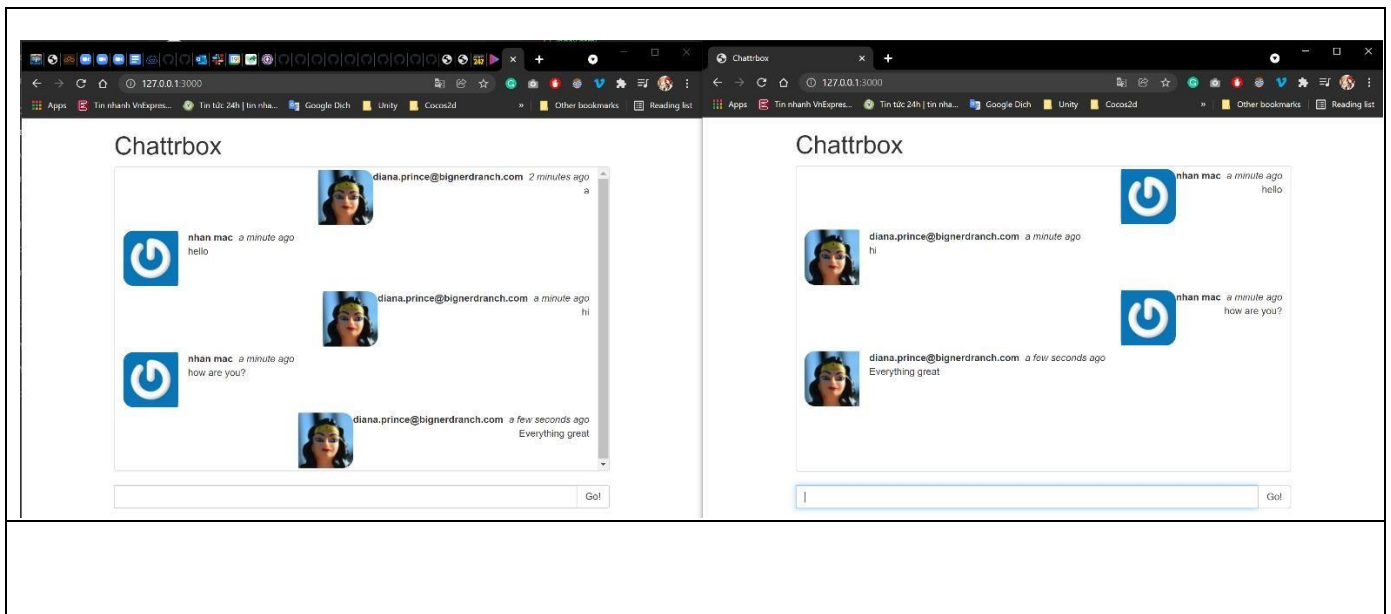 Chattrbox
127.0.0.1:3000
127.0.0.1:3000
Apps Tin nhanh VnExpres... Tin tức 24h | tin nha... Google Dich Unity Cocos2d » Other bookmarks Reading list
Apps Tin nhanh VnExpres... Tin tức 24h | tin nha... Google Dich Unity Cocos2d » Other bookmarks Reading list
Chattrbox
diana.prince@bignerdranch.com 2 minutes ago
a
nhan mac a minute ago
hello
diana.prince@bignerdranch.com a minute ago
hi
nhan mac a minute ago
how are you?
diana.prince@bignerdranch.com a few seconds ago
Everything great
Go!
Chattrbox
nhan mac a minute ago
hello
diana.prince@bignerdranch.com a minute ago
hi
nhan mac a minute ago
how are you?
diana.prince@bignerdranch.com a few seconds ago
Everything great
Go!